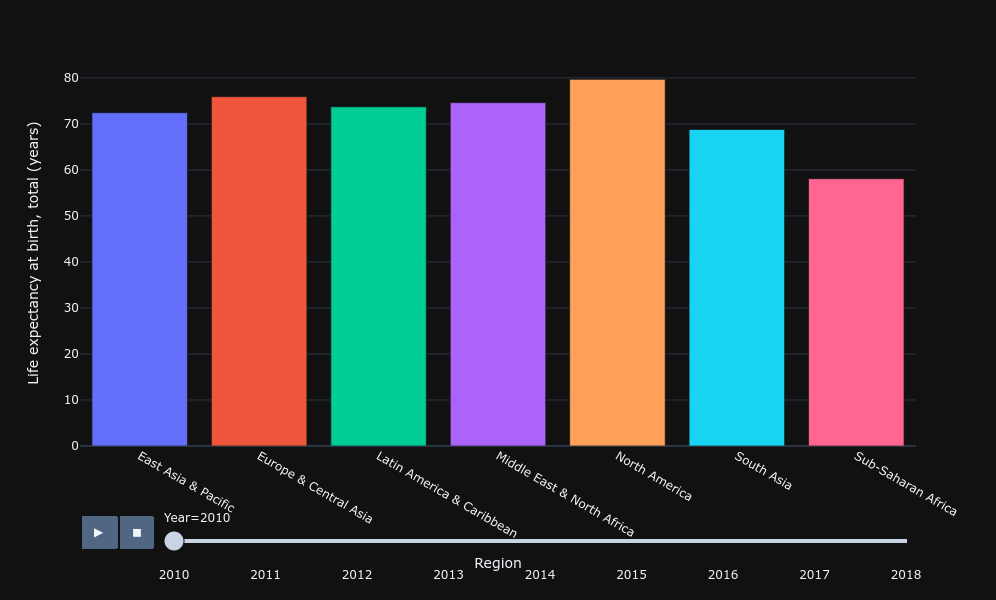 80
70
60
50
40
30
20
10
0
Life expectancy at birth, total (years)
East Asia & Pacific
Europe & Central Asia
Latin America & Caribbean
Middle East & North Africa
North America
South Asia
Sub-Saharan Africa
Year=2010
Region
2010 2011 2012 2013 2014 2015 2016 2017 2018